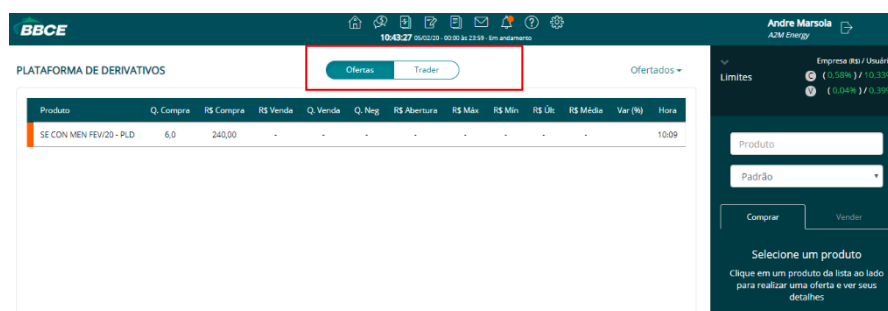 BBCE
10:43:27 05/02/20 - 00:00 às 23:59 - Em andamento
Andre Marsola
A2M Energy
PLATAFORMA DE DERIVATIVOS
Ofertas Trader
Ofertados
Produto Q. Compra R$ Compra R$ Venda Q. Venda Q. Neg R$ Abertura R$ Máx R$ Mín R$ Últ R$ Média Var (%) Hora
SE CON MEN FEV/20 - PLD 6,0 240,00 - - - - - - - - 10:09
Limites
Empresa (R$) / Usuári
C ( 0,58% ) / 10,33%
V ( 0,04% ) / 0,39%
Produto
Padrão
Comprar Vender
Selecione um produto
Clique em um produto da lista ao lado
para realizar uma oferta e ver seus
detalhes